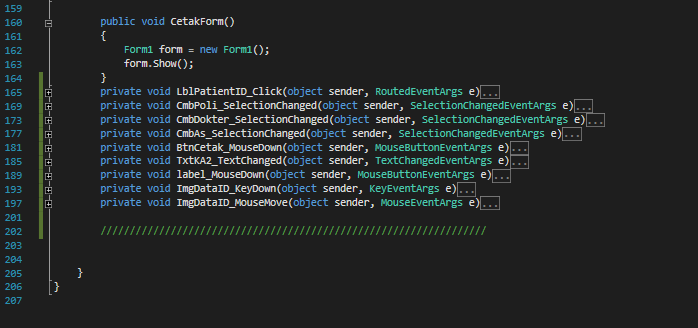 159
160 public void CetakForm()
161 {
162 Form1 form = new Form1();
163 form.Show();
164 }
165 private void LblPatientID_Click(object sender, RoutedEventArgs e)...
169 private void CmbPoli_SelectionChanged(object sender, SelectionChangedEventArgs e)...
173 private void CmbDokter_SelectionChanged(object sender, SelectionChangedEventArgs e)...
177 private void CmbAs_SelectionChanged(object sender, SelectionChangedEventArgs e)...
181 private void BtnCetak_MouseDown(object sender, MouseButtonEventArgs e)...
185 private void TxtKA2_TextChanged(object sender, TextChangedEventArgs e)...
189 private void label_MouseDown(object sender, MouseButtonEventArgs e)...
193 private void ImgDataID_KeyDown(object sender, KeyEventArgs e)...
197 private void ImgDataID_MouseMove(object sender, MouseEventArgs e)...
201
202 //////////////////////////////////////////////////////////////////
203
204
205 }
206 }
207